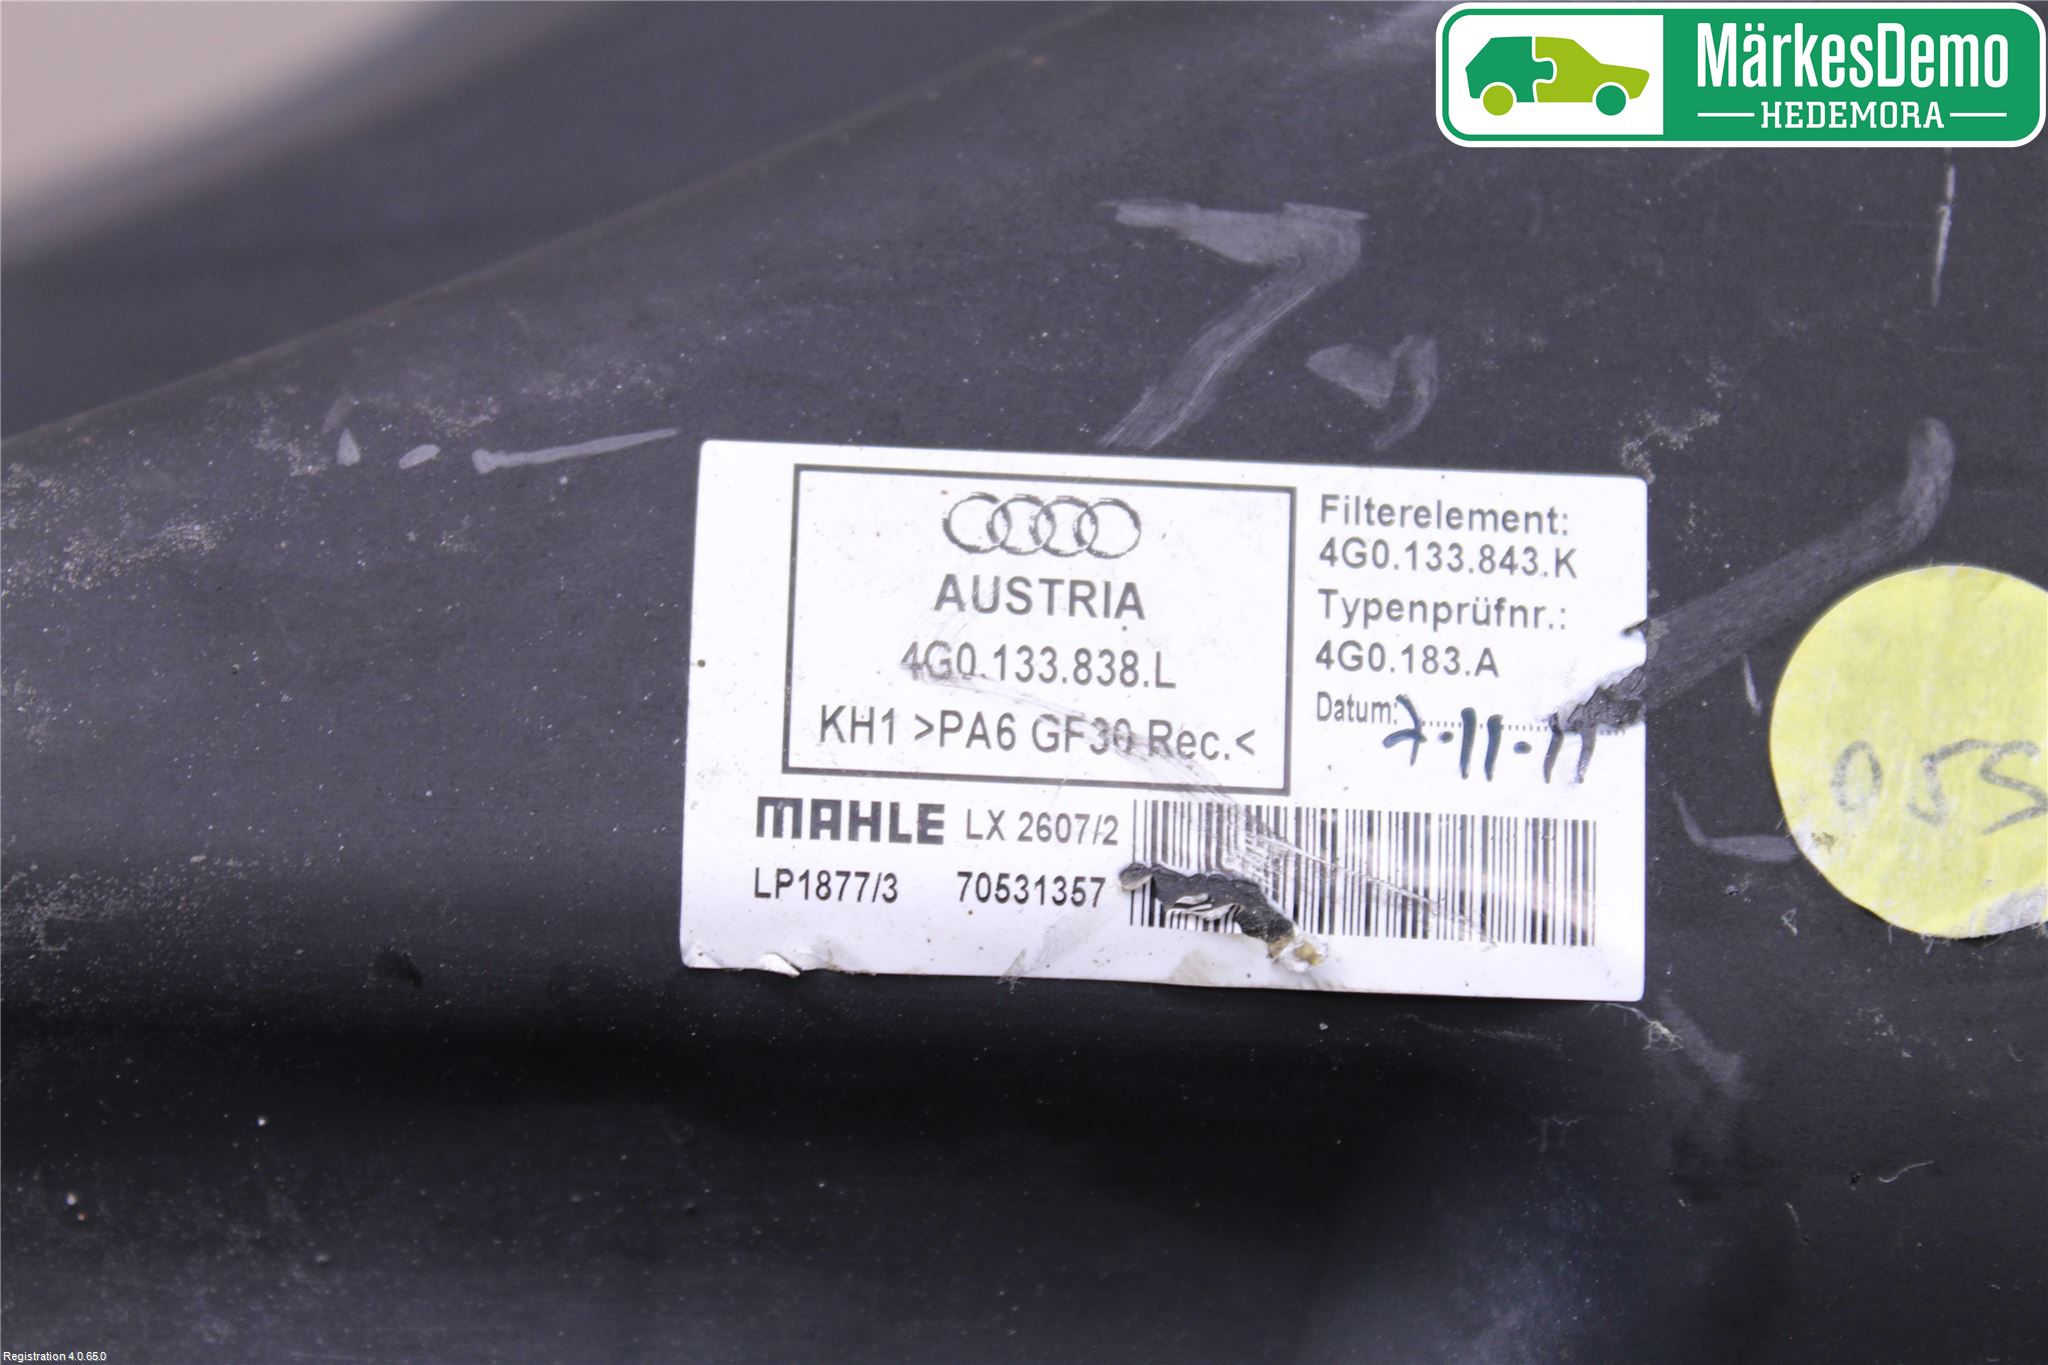 MärkesDemo
HEDEMORA
AUSTRIA
4G0.133.838.L
KH1 >PA6 GF30 Rec.<
Filterelement:
4G0.133.843.K
Typenprüfnr.:
4G0.183.A
Datum: 7.11.11
MAHLE LX 2607/2
LP1877/3 70531357
055
Registration 4.0.65.0